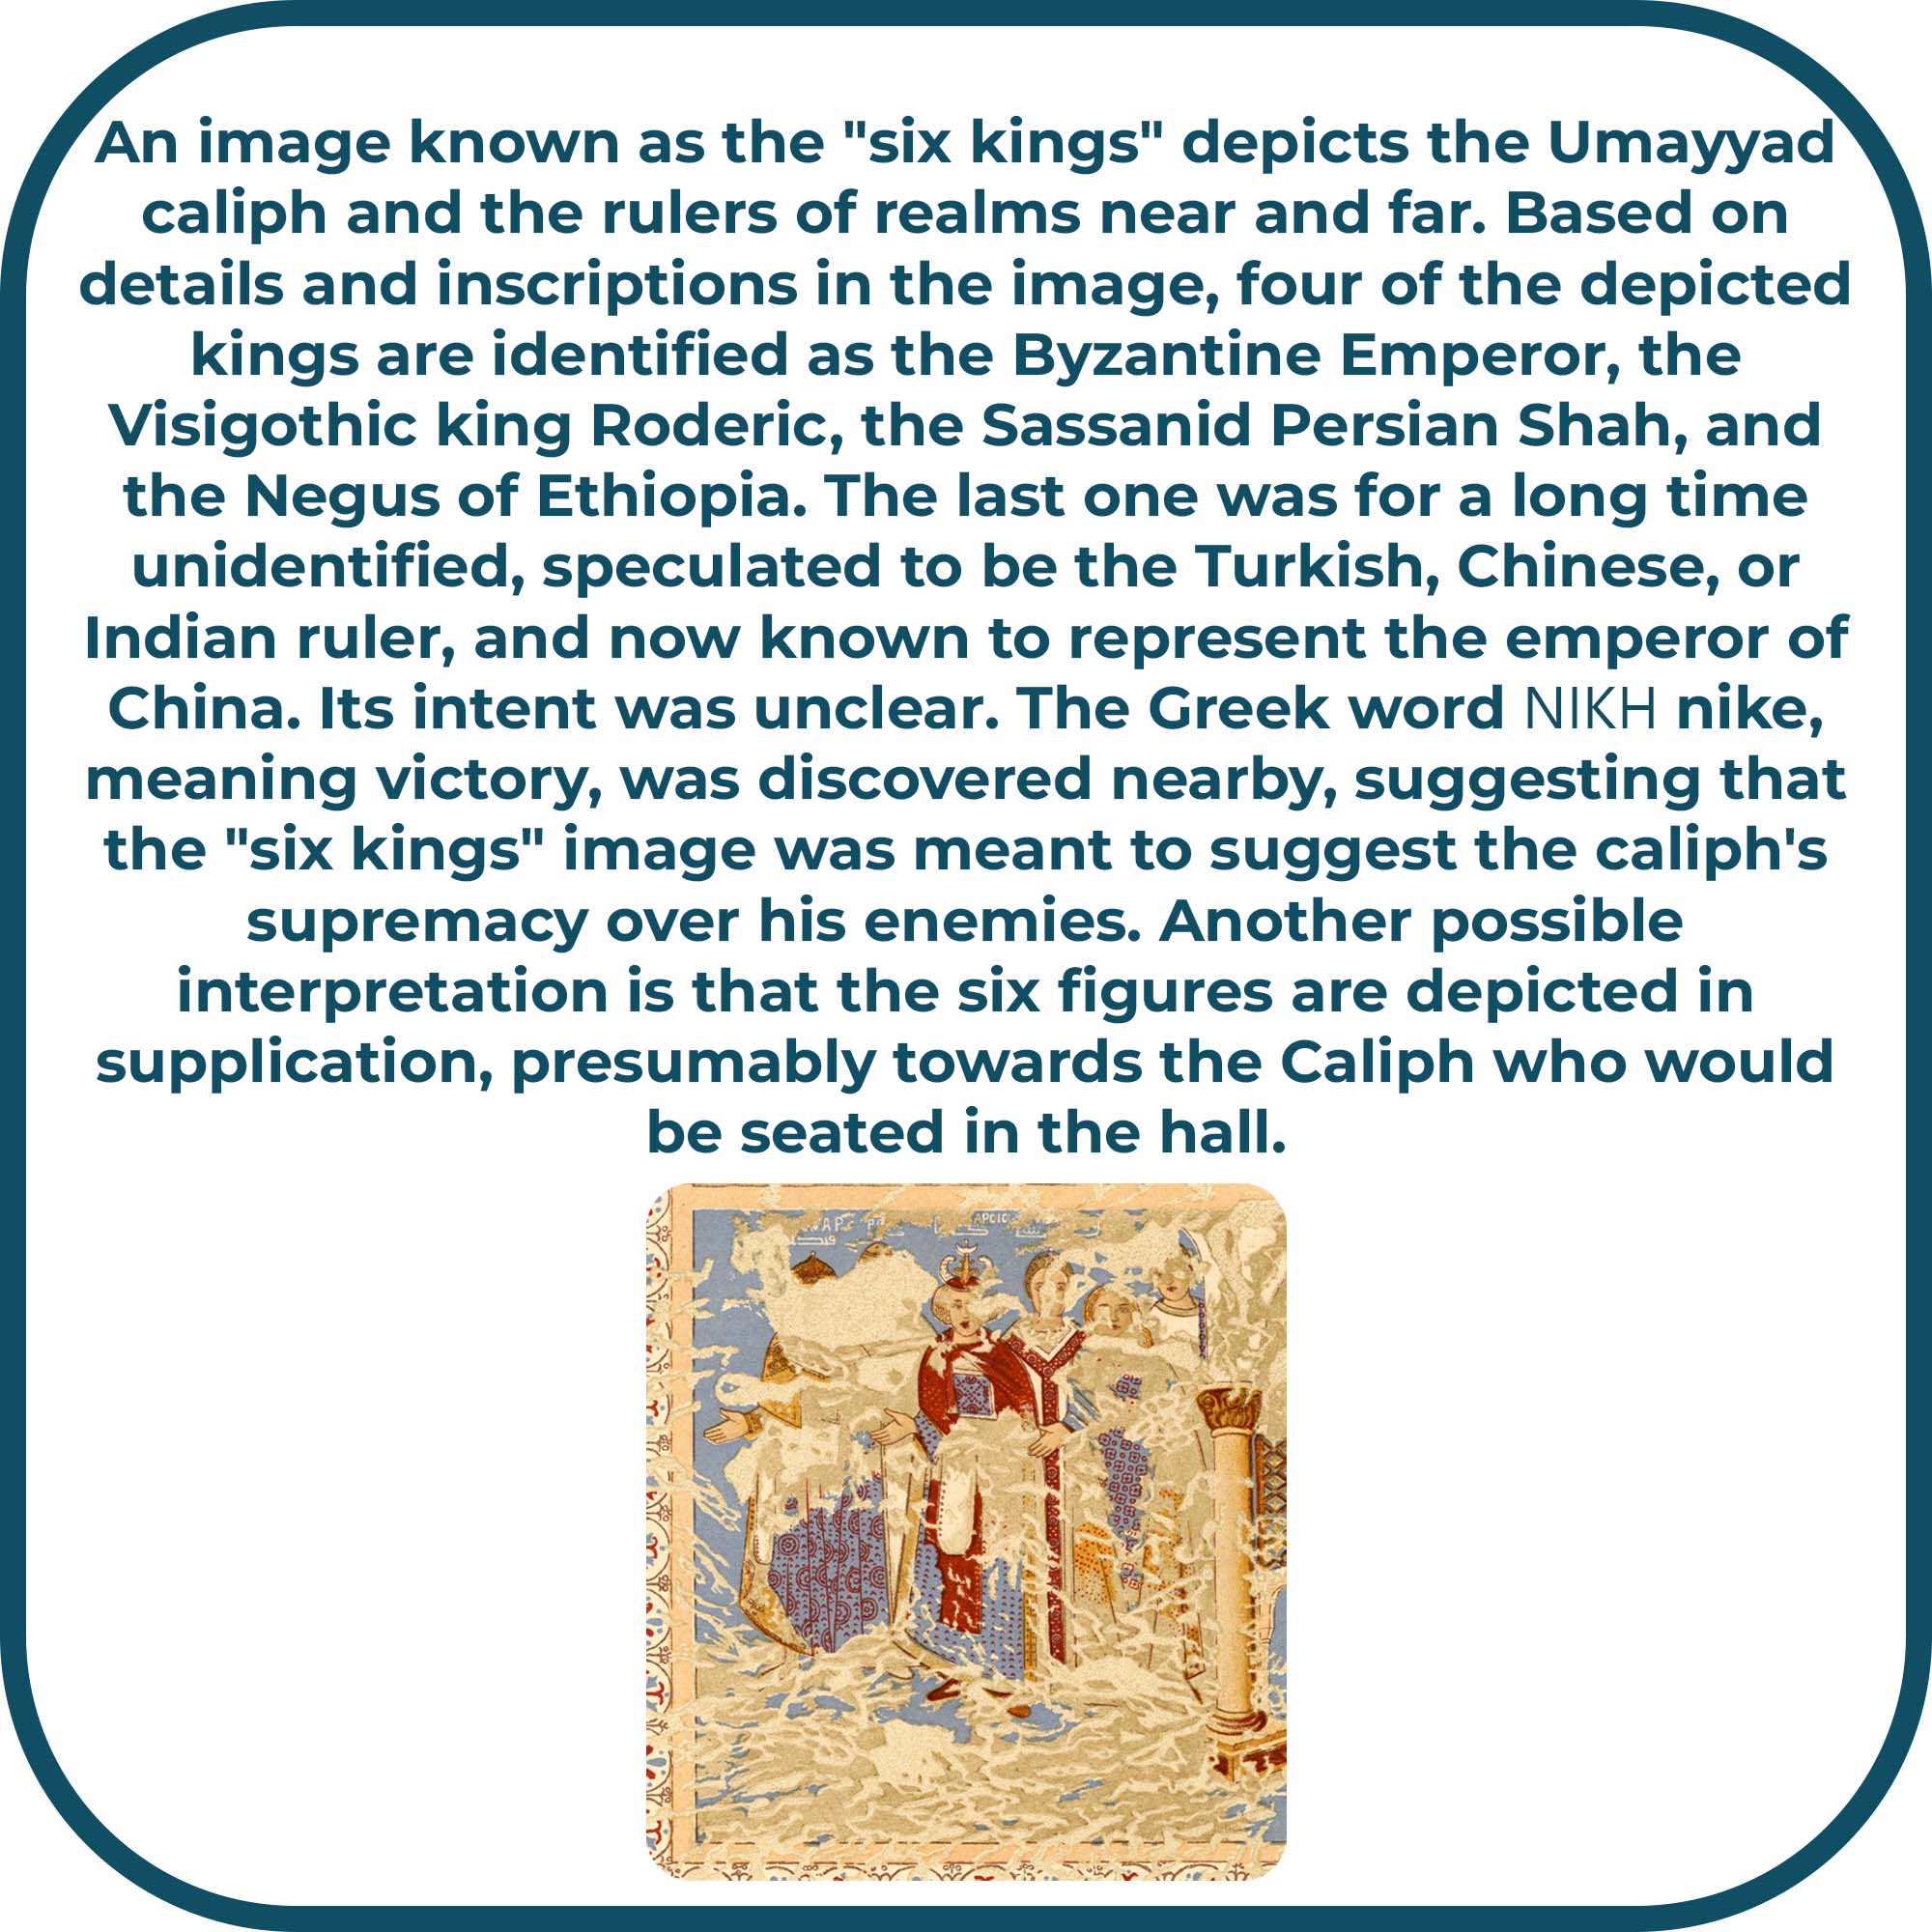 An image known as the "six kings" depicts the Umayyad
caliph and the rulers of realms near and far. Based on
details and inscriptions in the image, four of the depicted
kings are identified as the Byzantine Emperor, the
Visigothic king Roderic, the Sassanid Persian Shah, and
the Negus of Ethiopia. The last one was for a long time
unidentified, speculated to be the Turkish, Chinese, or
Indian ruler, and now known to represent the emperor of
China. Its intent was unclear. The Greek word ΝΙΚΗ nike,
meaning victory, was discovered nearby, suggesting that
the "six kings" image was meant to suggest the caliph's
supremacy over his enemies. Another possible
interpretation is that the six figures are depicted in
supplication, presumably towards the Caliph who would
be seated in the hall.